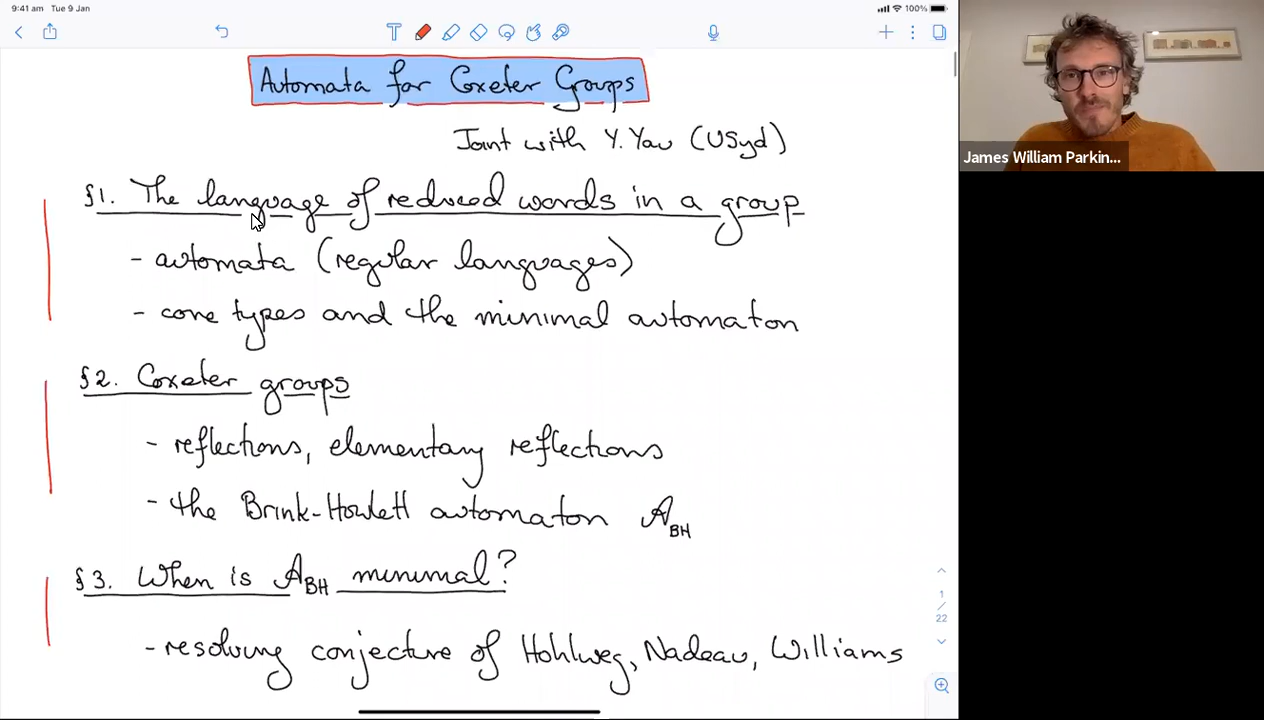 9:41 am Tue 9 Jan
100%
Automata for Coxeter Groups
Joint with Y. Yau (USyd)
§1. The language of reduced words in a group
- automata (regular languages)
- cone types and the minimal automaton
§2. Coxeter groups
- reflections, elementary reflections
- the Brink-Howlett automaton A_BH
§3. When is A_BH minimal?
- resolving conjecture of Hohlweg, Nadeau, Williams
1
/
22
James William Parkin...